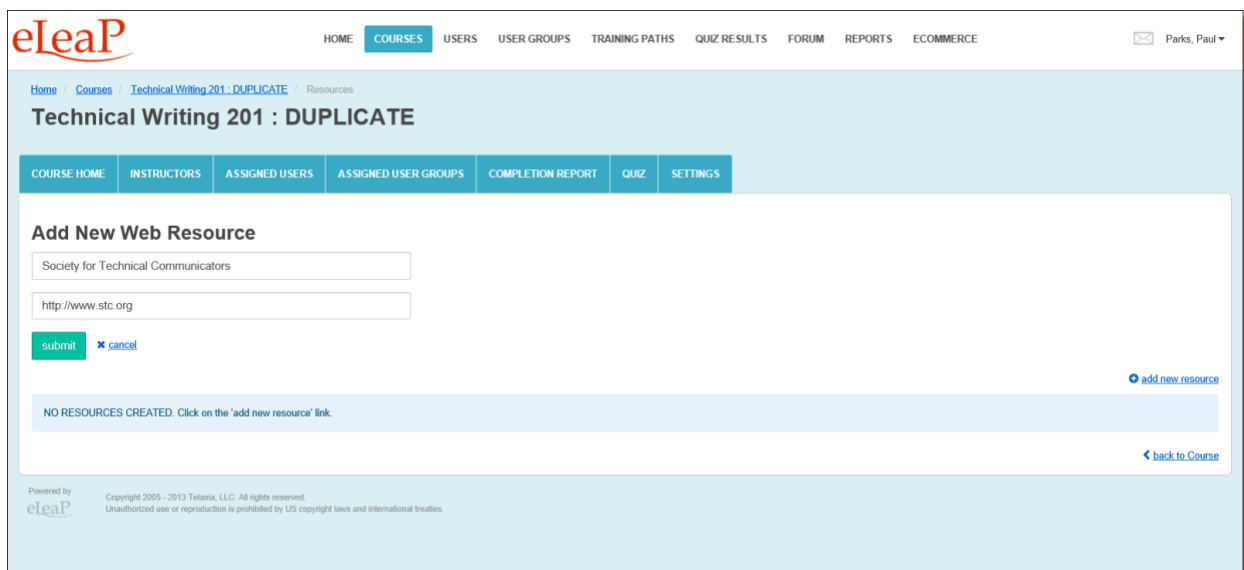 eLeaP
HOME COURSES USERS USER GROUPS TRAINING PATHS QUIZ RESULTS FORUM REPORTS ECOMMERCE Parks, Paul
Home / Courses / Technical Writing 201 : DUPLICATE / Resources
Technical Writing 201 : DUPLICATE
COURSE HOME INSTRUCTORS ASSIGNED USERS ASSIGNED USER GROUPS COMPLETION REPORT QUIZ SETTINGS
Add New Web Resource
Society for Technical Communicators
http://www.stc.org
submit cancel
add new resource
NO RESOURCES CREATED. Click on the 'add new resource' link.
back to Course
Powered by
eLeaP
Copyright 2005 - 2013 Telania, LLC. All rights reserved.
Unauthorized use or reproduction is prohibited by US copyright laws and international treaties.